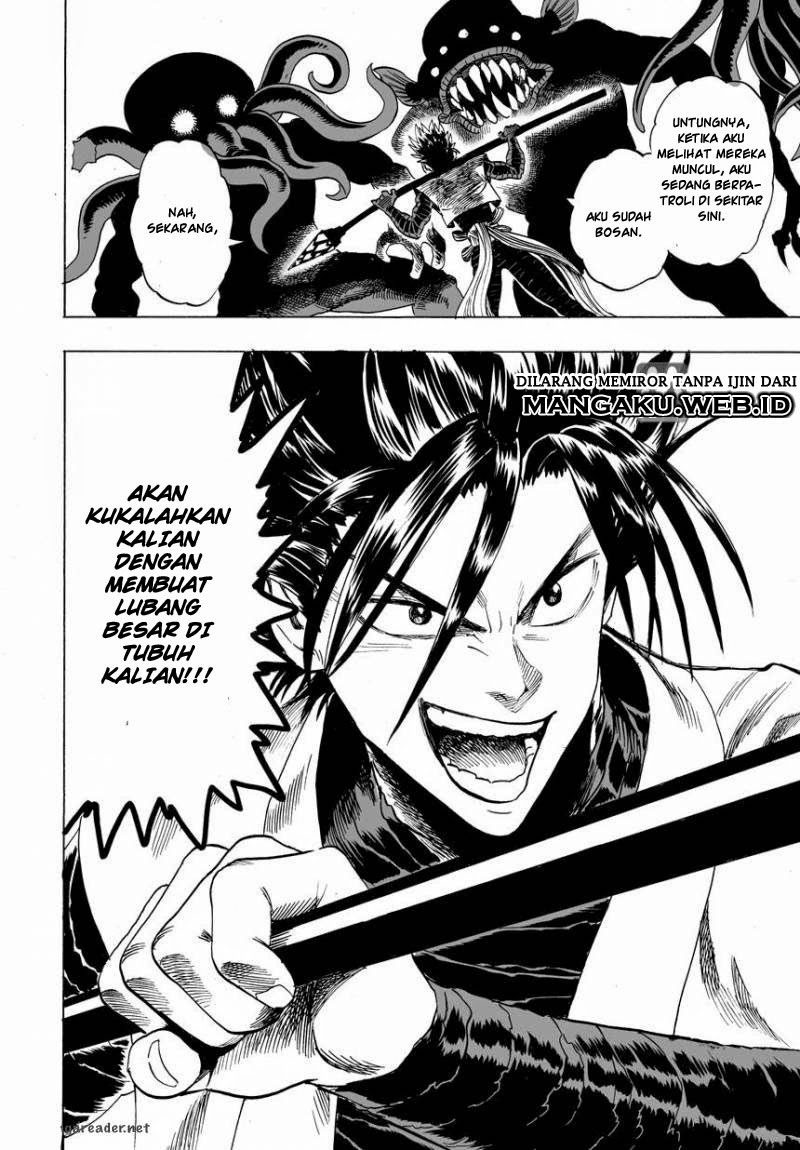 UNTUNGNYA,
KETIKA AKU
MELIHAT MEREKA
MUNCUL, AKU
SEDANG BERPA-
TROLI DI SEKITAR
SINI.
AKU SUDAH
BOSAN.
NAH,
SEKARANG,
DILARANG MEMIROR TANPA IJIN DARI
MANGAKU.WEB.ID
AKAN
KUKALAHKAN
KALIAN
DENGAN
MEMBUAT
LUBANG
BESAR DI
TUBUH
KALIAN!!!
gareader.net